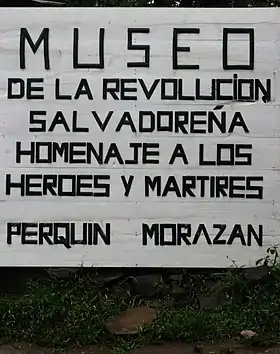 MUSEO
DE LA REVOLUCION
SALVADOREÑA
HOMENAJE A LOS
HEROES Y MARTIRES
PERQUIN MORAZAN